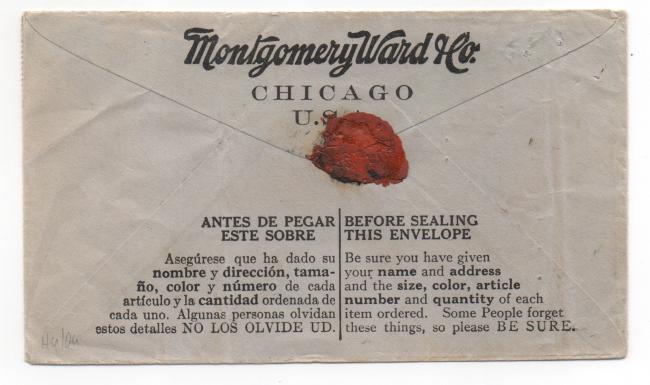 Montgomery Ward & Co.
CHICAGO
U.S.
ANTES DE PEGAR
ESTE SOBRE
Asegúrese que ha dado su
nombre y dirección, tama-
ño, color y número de cada
artículo y la cantidad ordenada de
cada uno. Algunas personas olvidan
estos detalles NO LOS OLVIDE UD.
BEFORE SEALING
THIS ENVELOPE
Be sure you have given
your name and address
and the size, color, article
number and quantity of each
item ordered. Some People forget
these things, so please BE SURE.